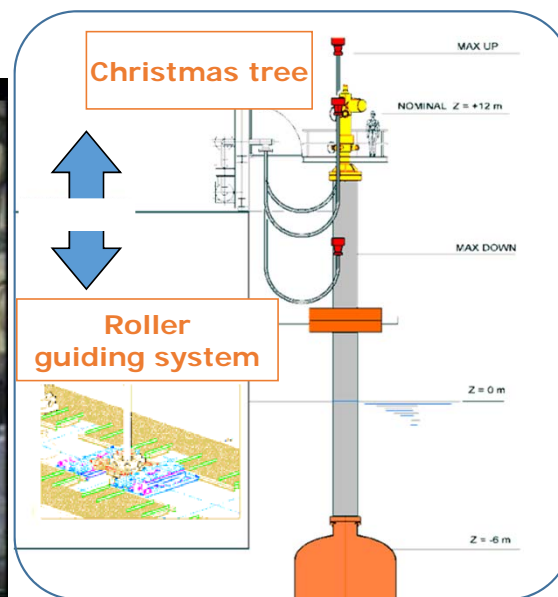 Christmas tree
MAX UP
NOMINAL Z = +12 m
MAX DOWN
Roller
guiding system
Z = 0 m
Z = -6 m